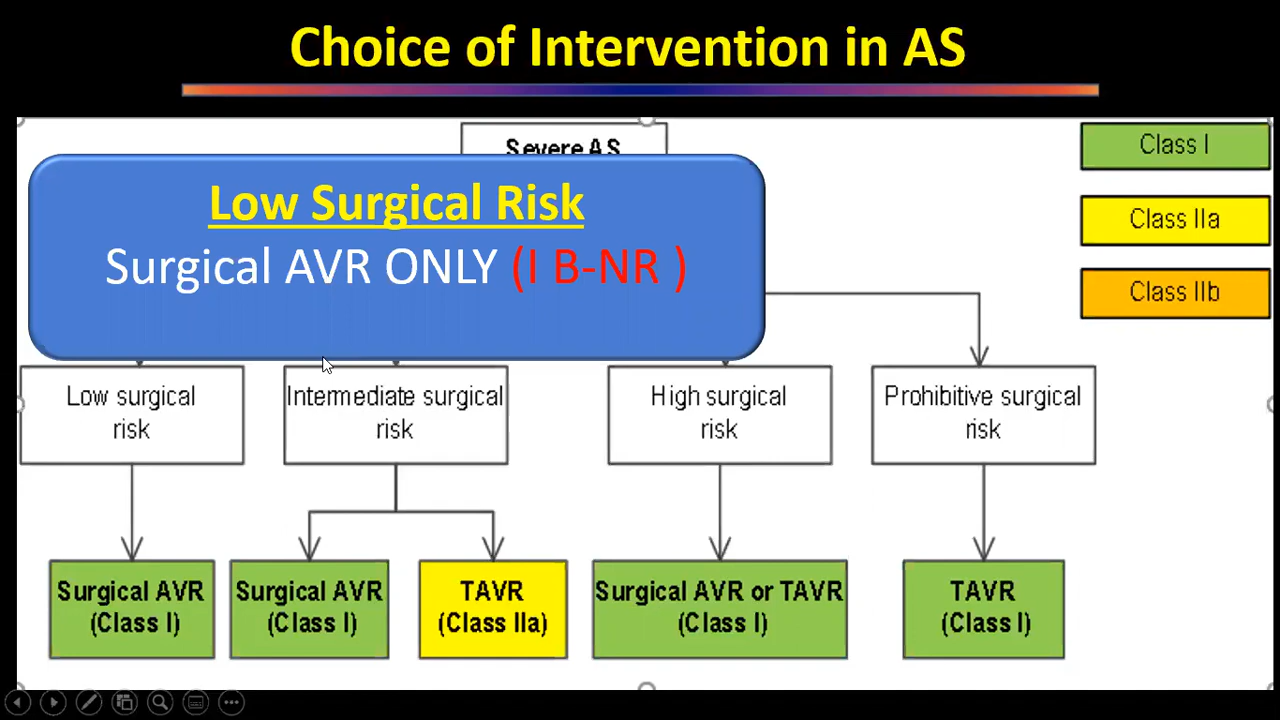 Choice of Intervention in AS
Severe AS
Class I
Low Surgical Risk
Class IIa
Surgical AVR ONLY (I B-NR )
Class IIb
Low surgical
risk
Intermediate surgical
risk
High surgical
risk
Prohibitive surgical
risk
Surgical AVR
(Class I)
Surgical AVR
(Class I)
TAVR
(Class IIa)
Surgical AVR or TAVR
(Class I)
TAVR
(Class I)